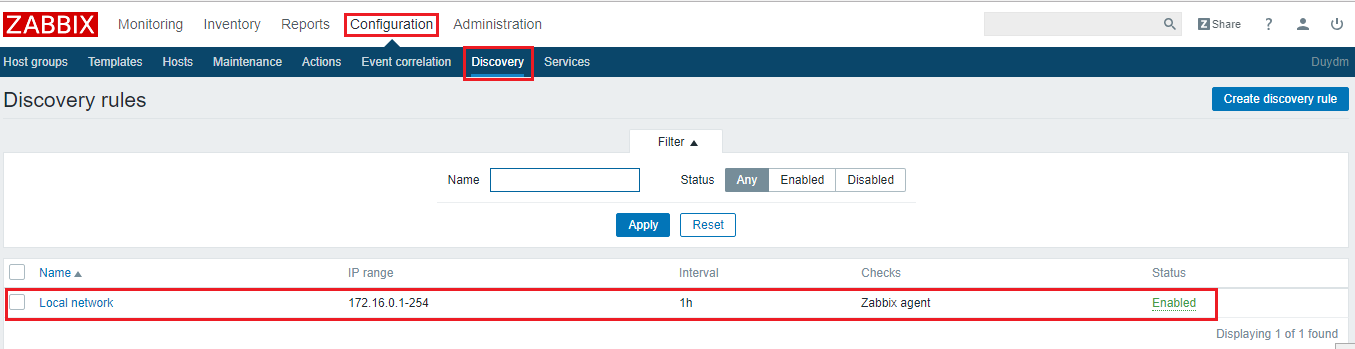 ZABBIX Monitoring Inventory Reports Configuration Administration Z Share ?
Host groups Templates Hosts Maintenance Actions Event correlation Discovery Services Duydm
Discovery rules Create discovery rule
Filter ▲
Name Status Any Enabled Disabled
Apply Reset
Name ▲ IP range Interval Checks Status
Local network 172.16.0.1-254 1h Zabbix agent Enabled
Displaying 1 of 1 found